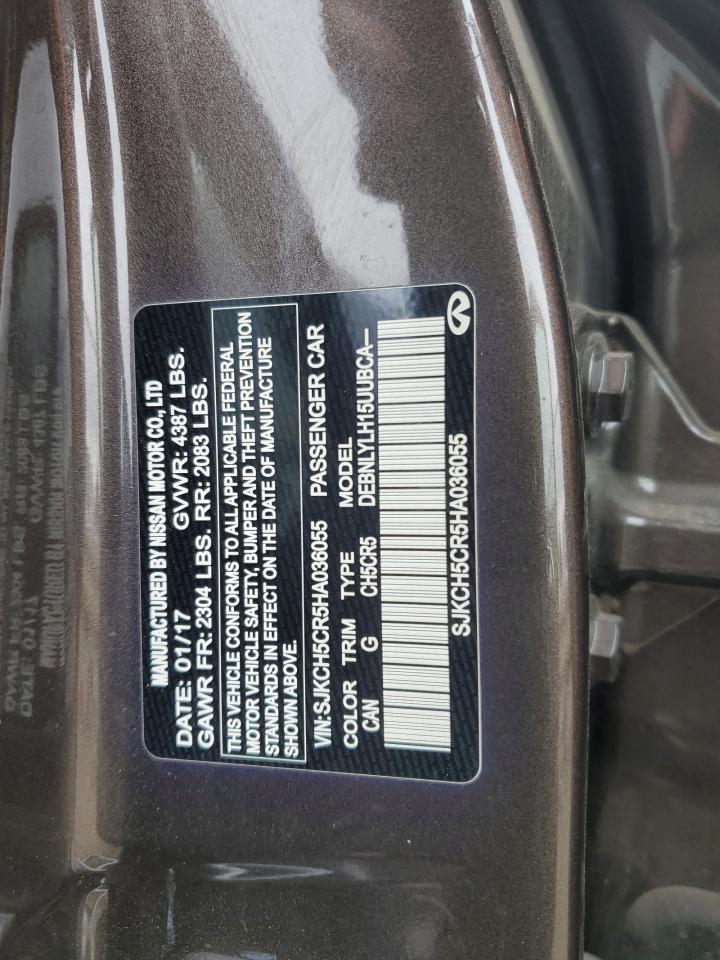 MANUFACTURED BY NISSAN MOTOR CO., LTD
DATE: 01/17 GVWR: 4387 LBS.
GAWR FR: 2304 LBS. RR: 2083 LBS.
THIS VEHICLE CONFORMS TO ALL APPLICABLE FEDERAL
MOTOR VEHICLE SAFETY, BUMPER AND THEFT PREVENTION
STANDARDS IN EFFECT ON THE DATE OF MANUFACTURE
SHOWN ABOVE.
VIN: SJKCH5CR5HA036055 PASSENGER CAR
COLOR TRIM TYPE MODEL
CAN G CH5CR5 DEBNLYLH15UUBCA—
SJKCH5CR5HA036055